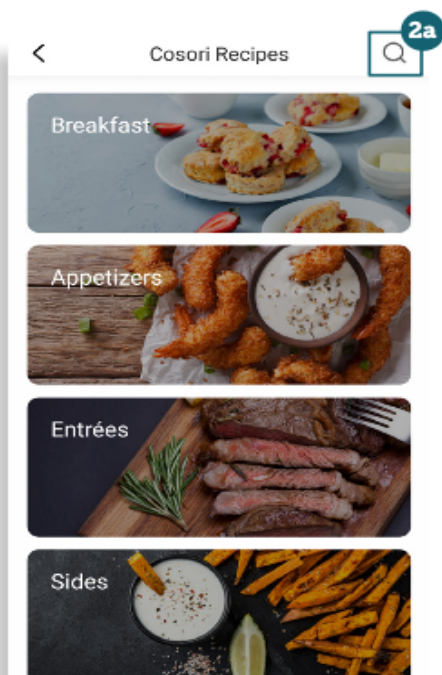 2a
Cosori Recipes
Breakfast
Appetizers
Entrées
Sides